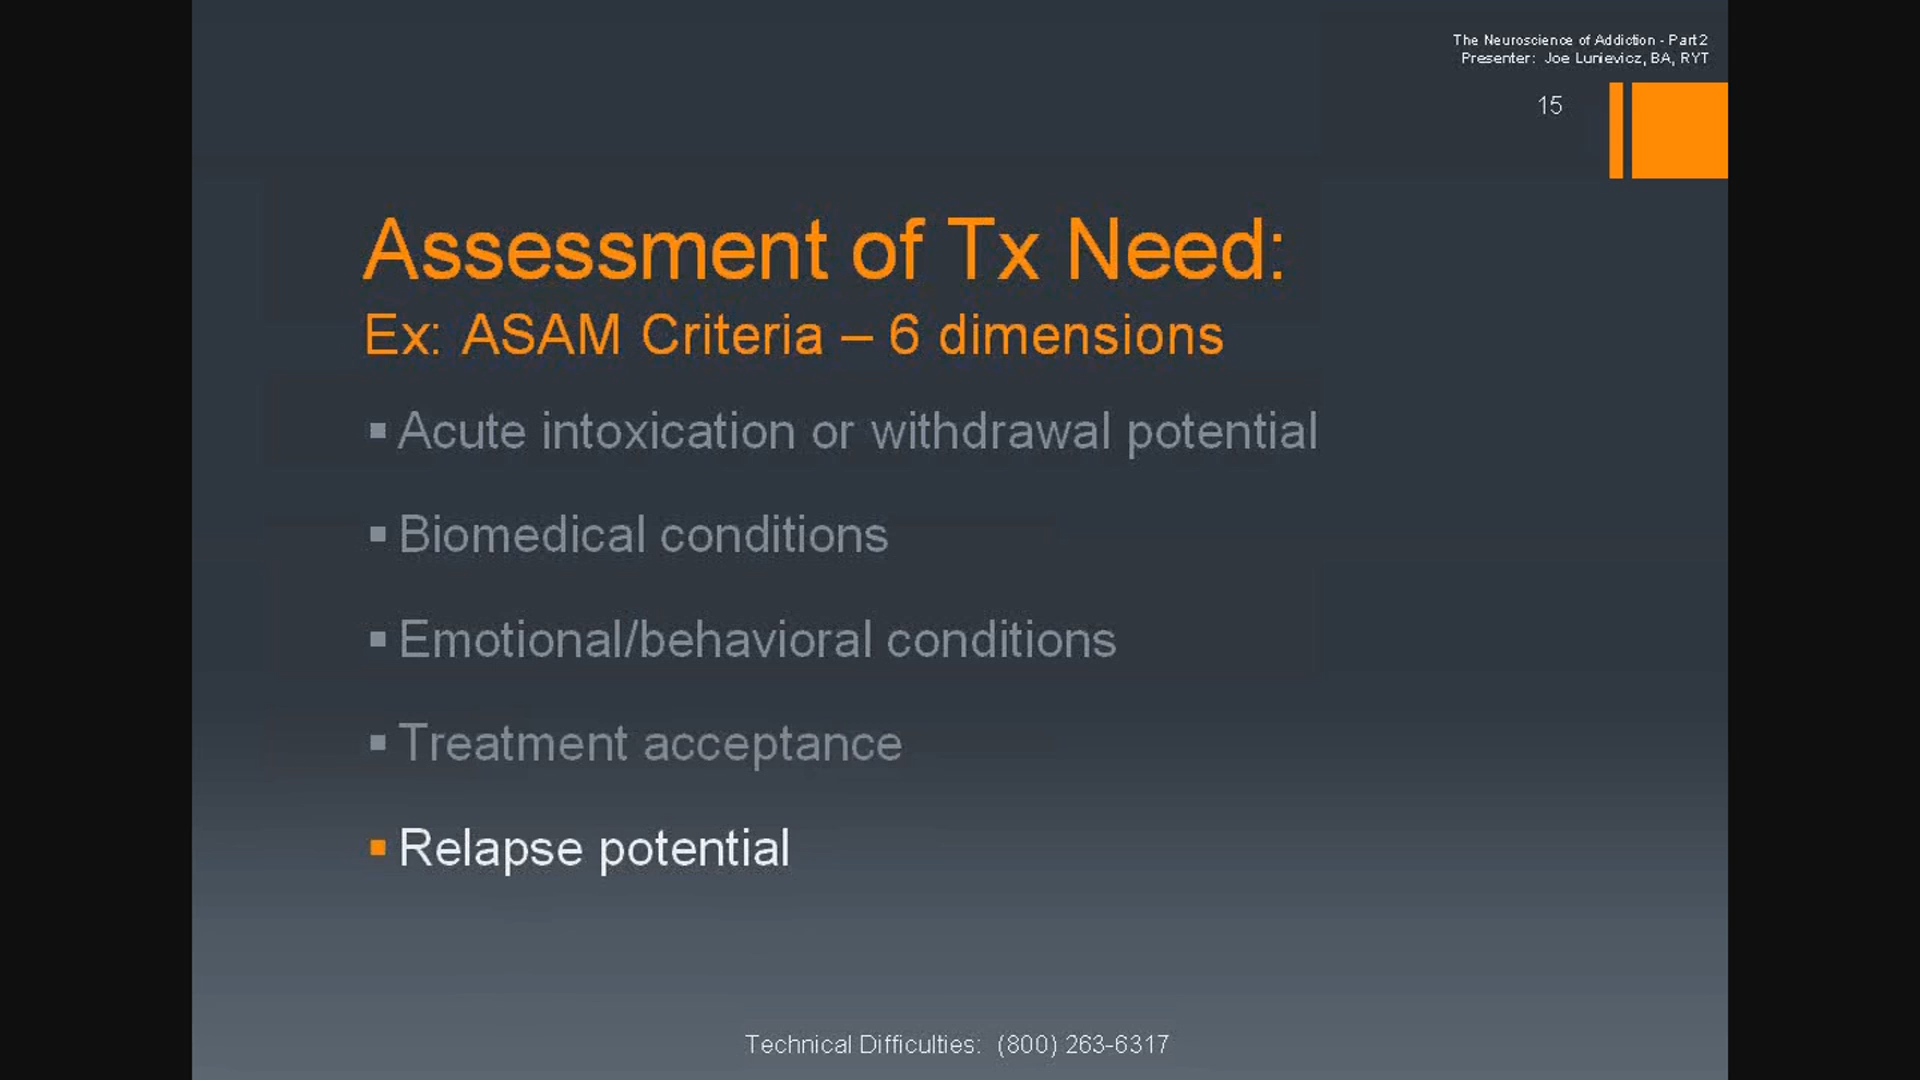 The Neuroscience of Addiction - Part 2
Presenter: Joe Lunievicz, BA, RYT
15
Assessment of Tx Need:
Ex: ASAM Criteria – 6 dimensions
▪ Acute intoxication or withdrawal potential
▪ Biomedical conditions
▪ Emotional/behavioral conditions
▪ Treatment acceptance
▪ Relapse potential
Technical Difficulties: (800) 263-6317